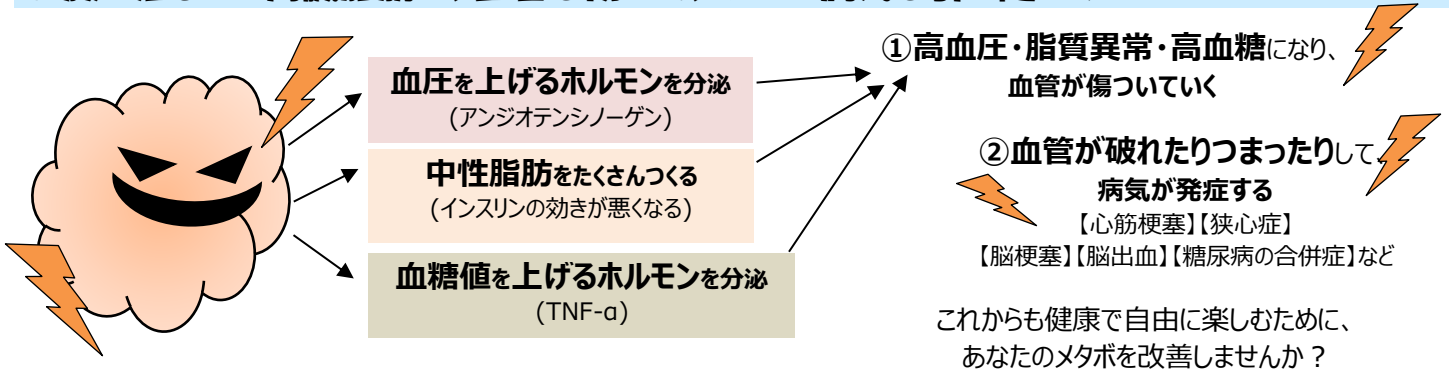 血圧を上げるホルモンを分泌
(アンジオテンシノーゲン)
中性脂肪をたくさんつくる
(インスリンの効きが悪くなる)
血糖値を上げるホルモンを分泌
(TNF-α)
①高血圧・脂質異常・高血糖になり、
血管が傷ついていく
②血管が破れたりつまったりして、
病気が発症する
【心筋梗塞】【狭心症】
【脳梗塞】【脳出血】【糖尿病の合併症】など
これからも健康で自由に楽しむために、
あなたのメタボを改善しませんか？